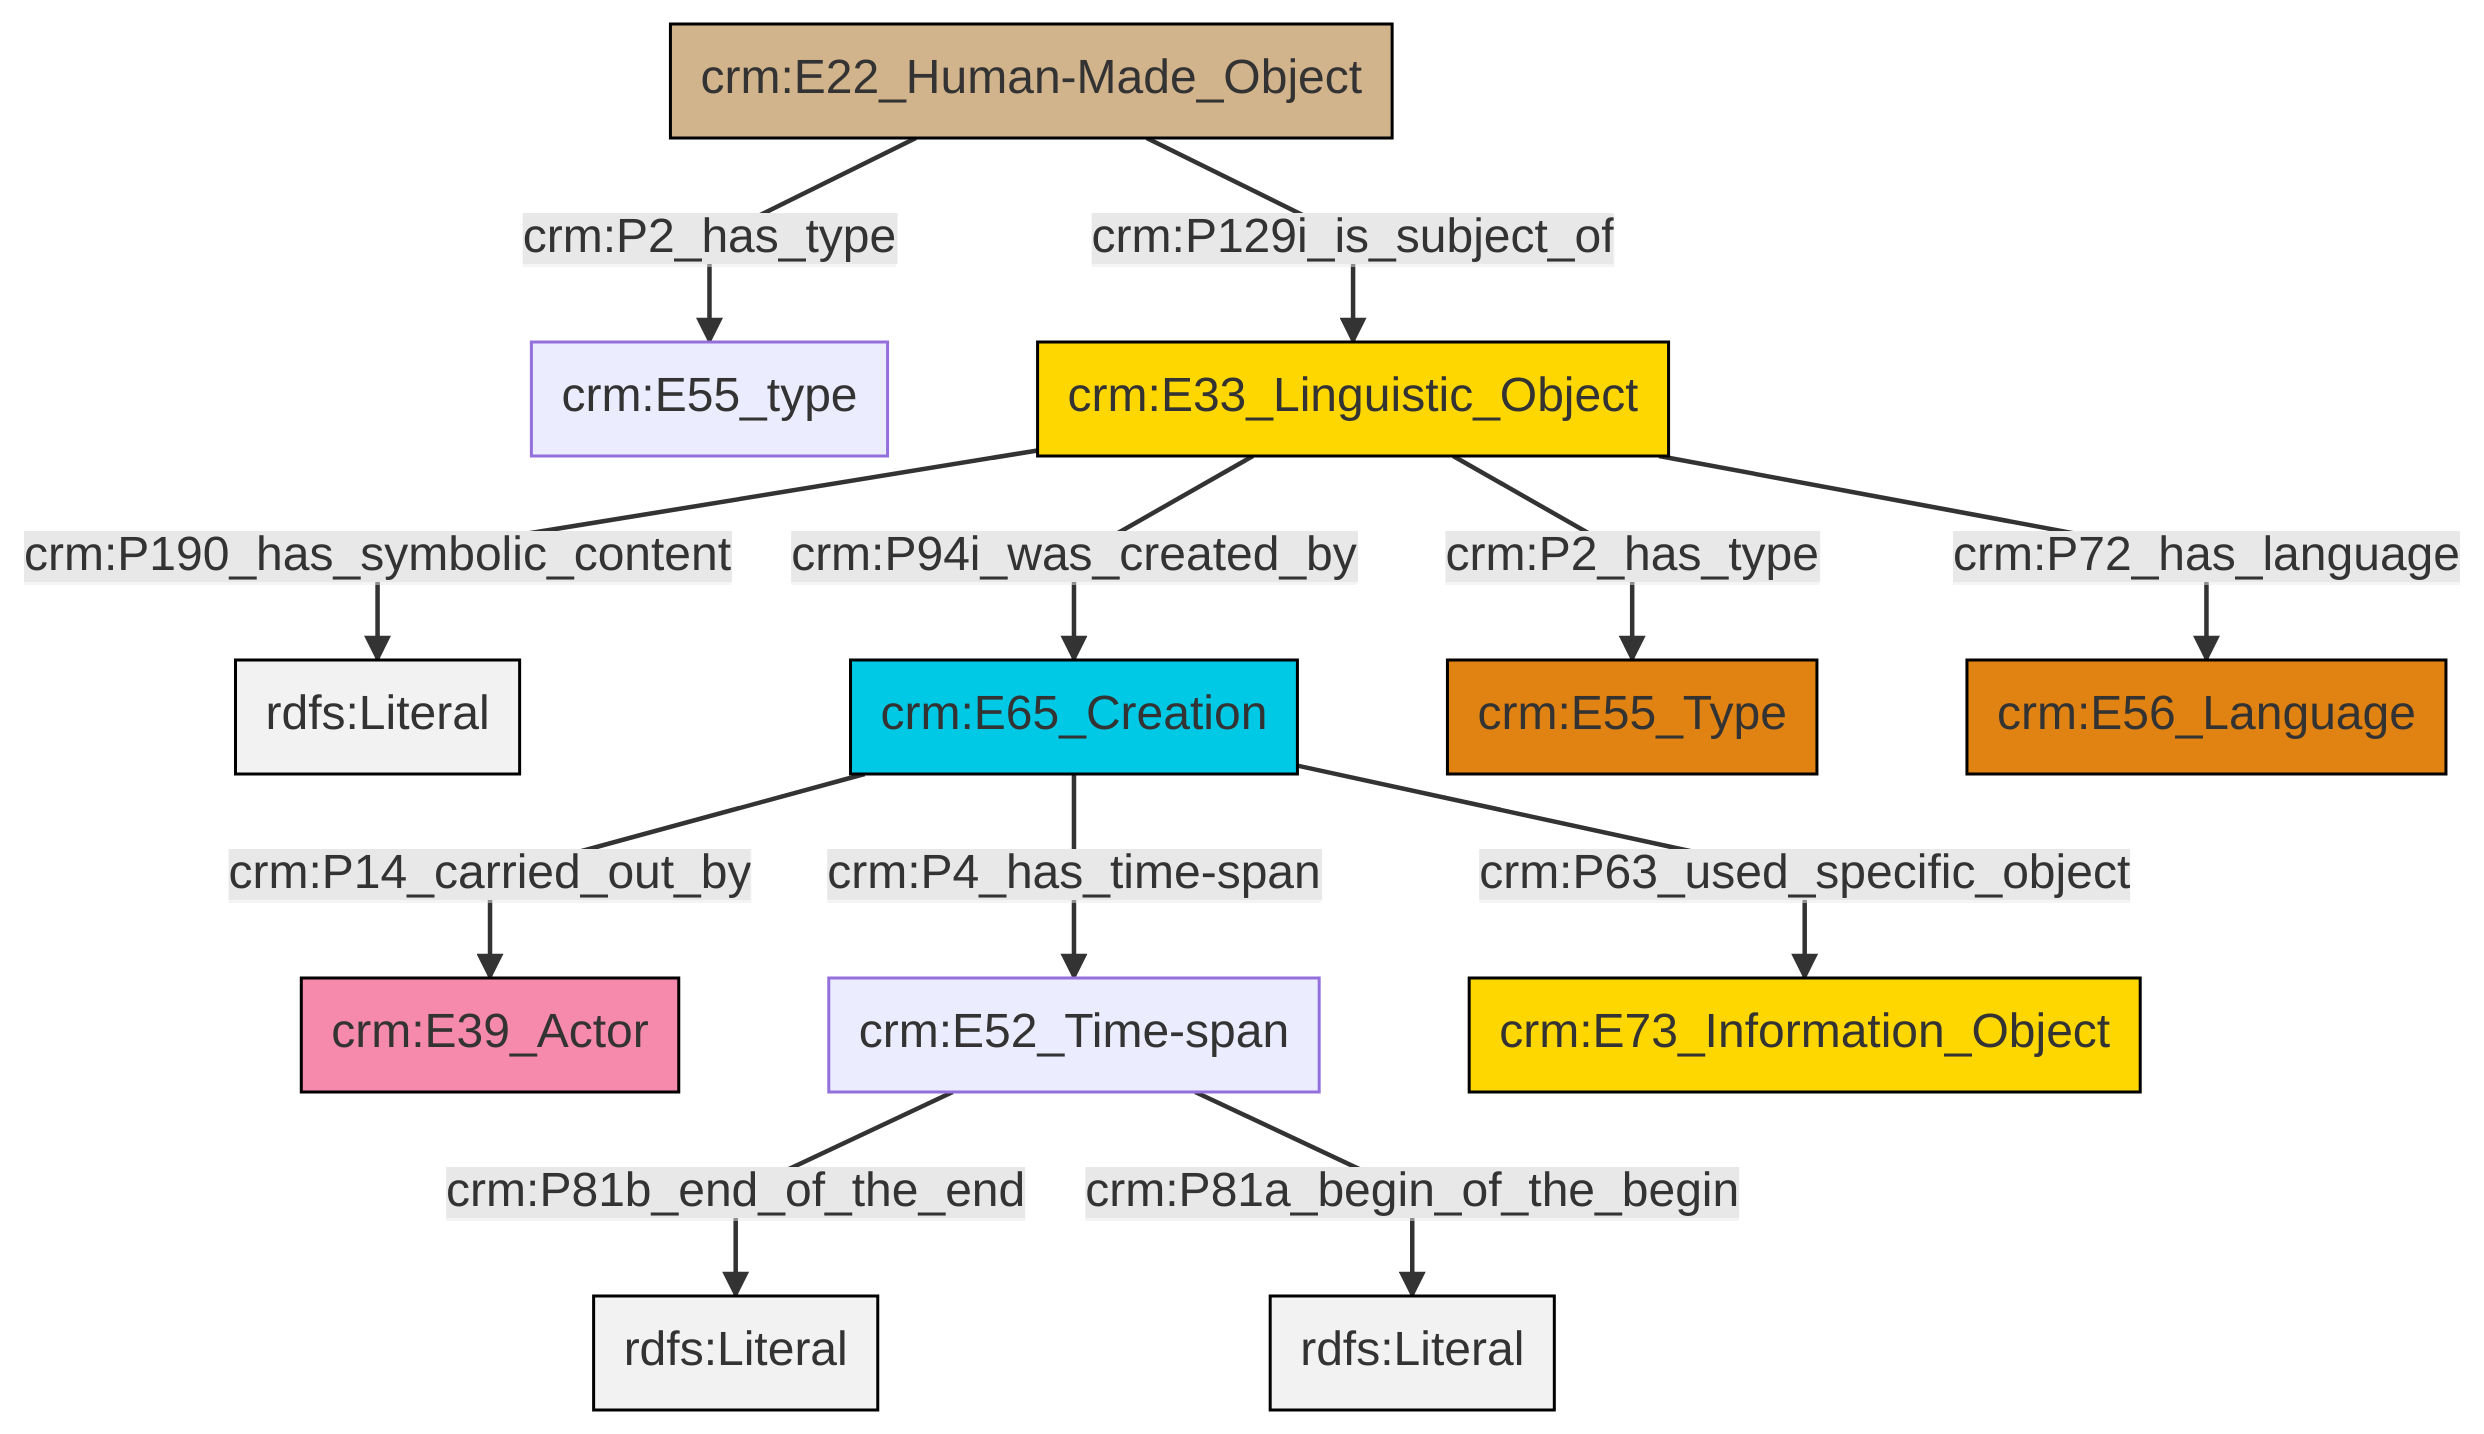 crm:E22_Human-Made_Object
crm:P2_has_type
crm:P129i_is_subject_of
crm:E55_type
crm:E33_Linguistic_Object
crm:P190_has_symbolic_content
crm:P94i_was_created_by
crm:P2_has_type
crm:P72_has_language
rdfs:Literal
crm:E65_Creation
crm:E55_Type
crm:E56_Language
crm:P14_carried_out_by
crm:P4_has_time-span
crm:P63_used_specific_object
crm:E39_Actor
crm:E52_Time-span
crm:E73_Information_Object
crm:P81b_end_of_the_end
crm:P81a_begin_of_the_begin
rdfs:Literal
rdfs:Literal